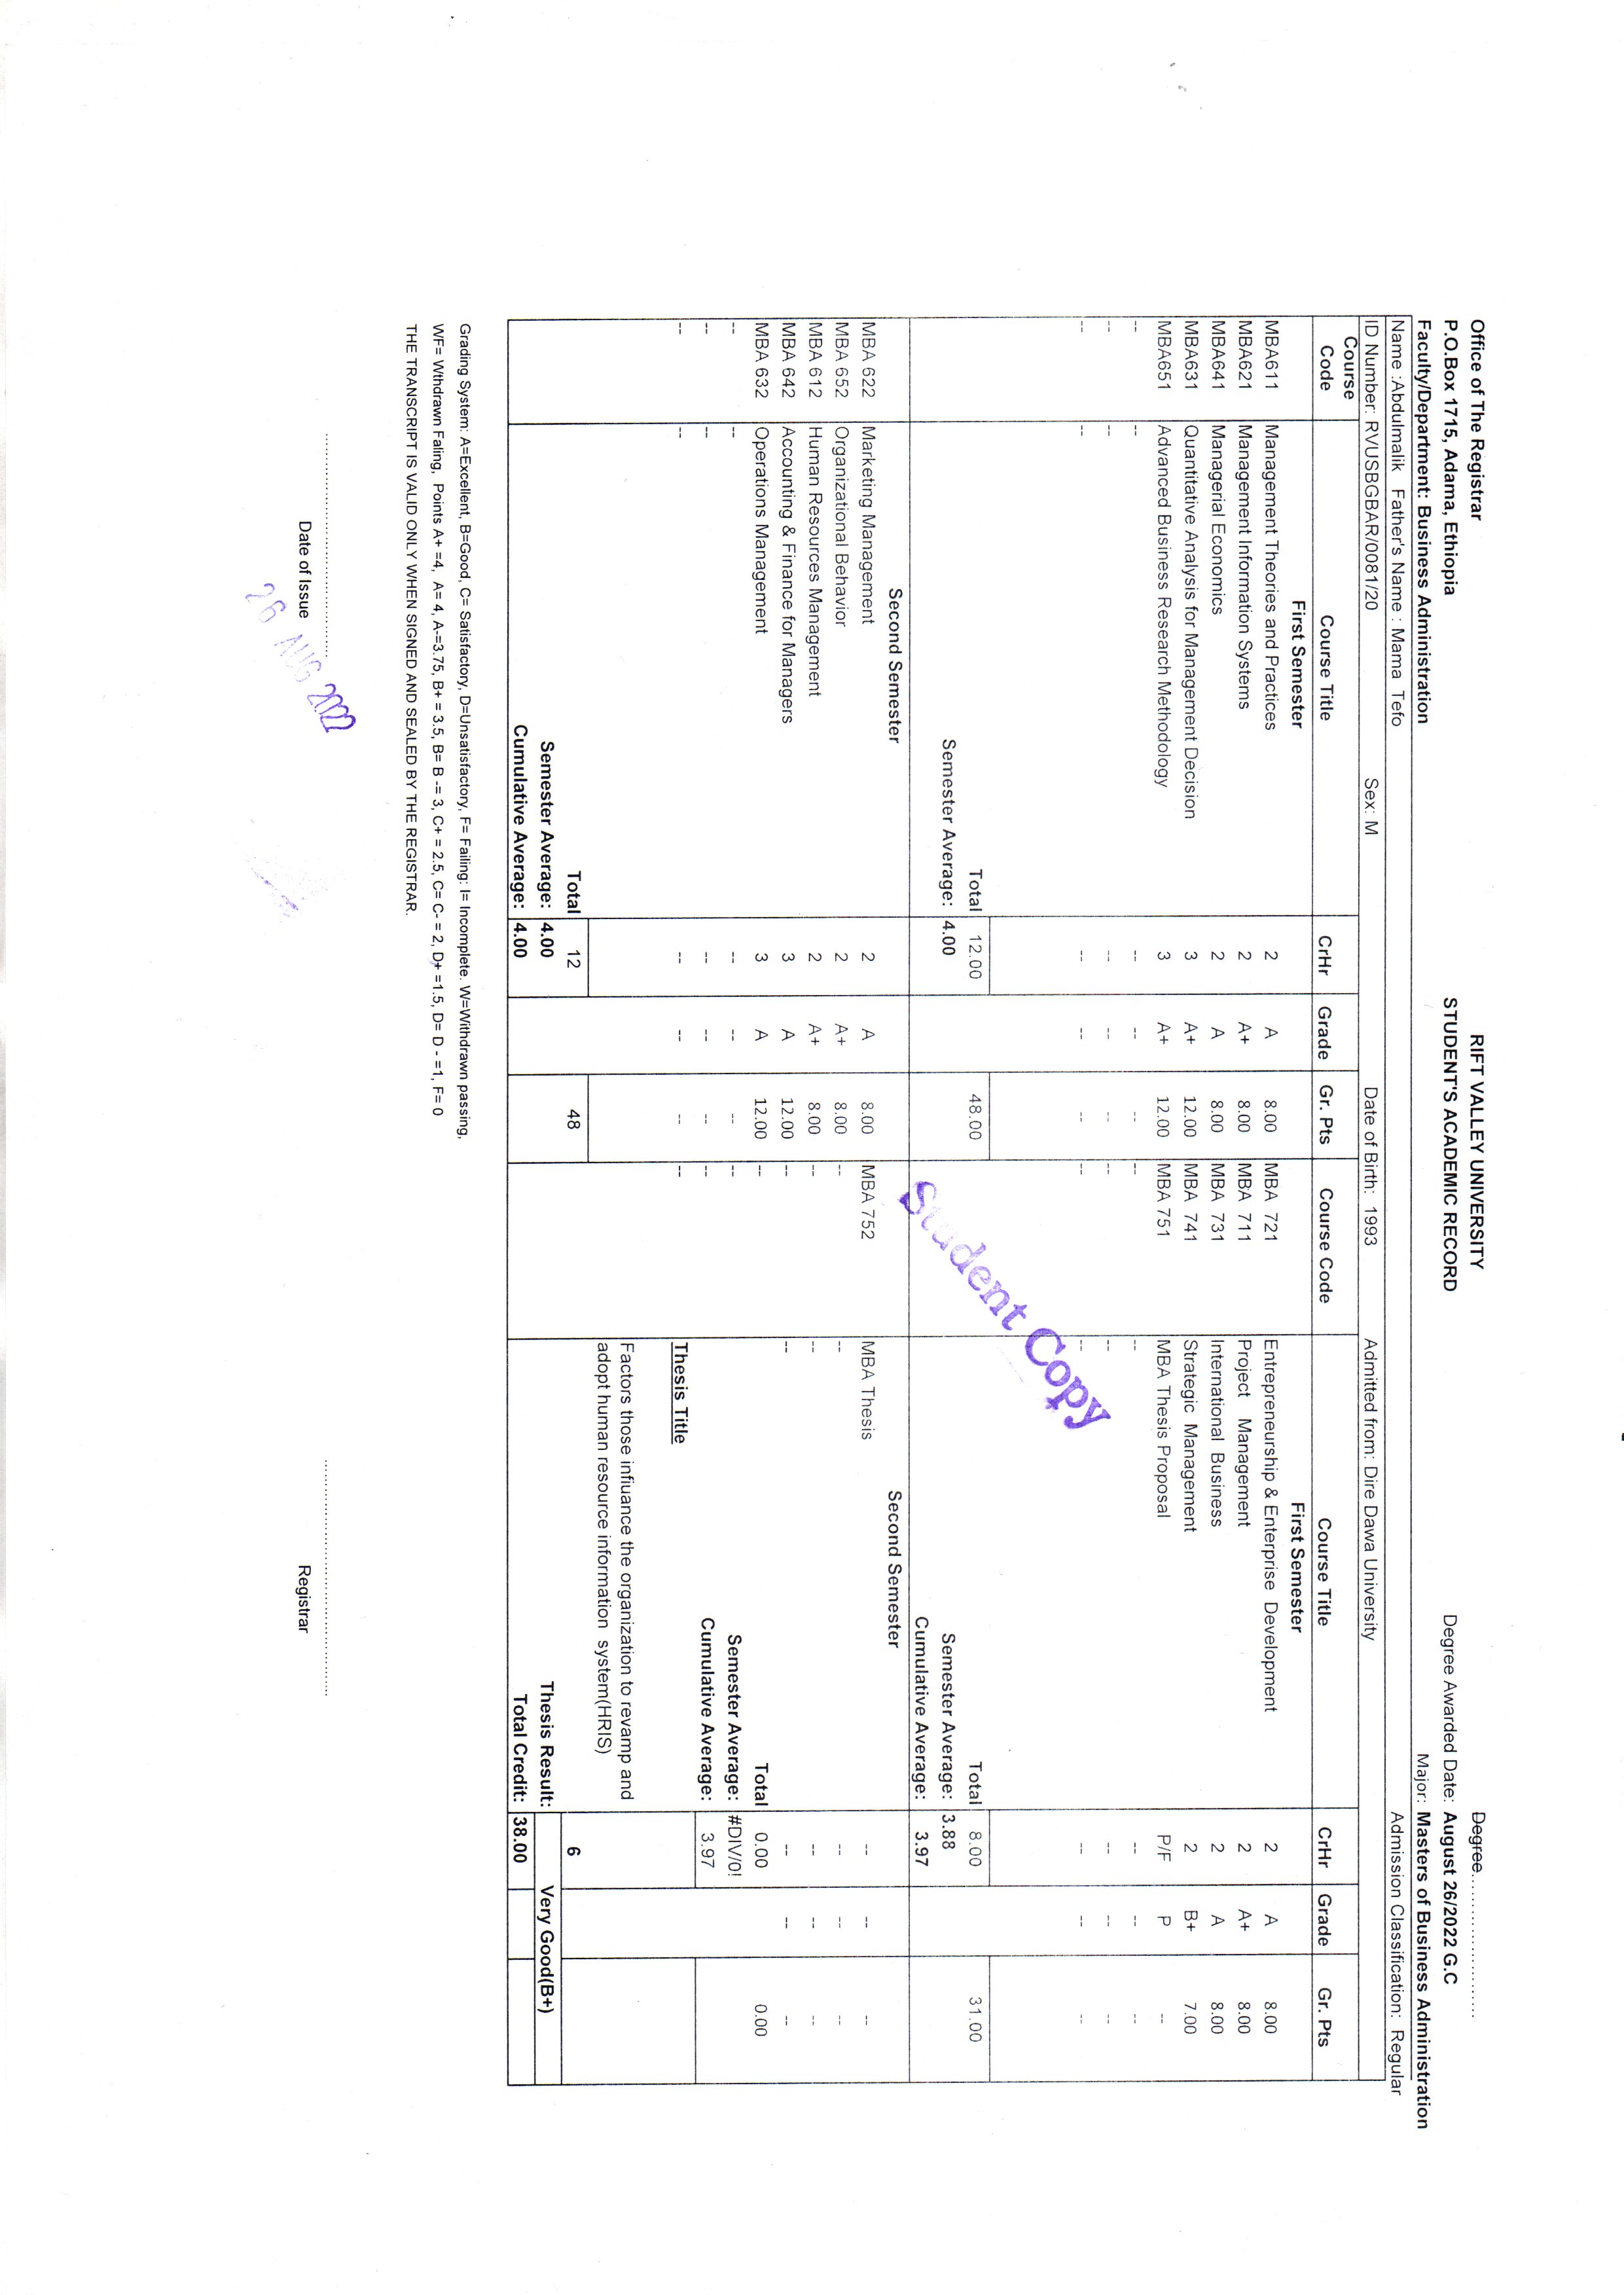 RIFT VALLEY UNIVERSITY
STUDENT'S ACADEMIC RECORD
Office of The Registrar
P.O.Box 1715, Adama, Ethiopia
Faculty/Department: Business Administration
Degree....................
Degree Awarded Date: August 26/2022 G.C
Major: Masters of Business Administration
Name :Abdulmalik Father's Name : Mama Tefo Admission Classification: Regular
ID Number: RVUSBGBAR/0081/20 Sex: M Date of Birth: 1993 Admitted from: Dire Dawa University
Course Code Course Title CrHr Grade Gr. Pts Course Code Course Title CrHr Grade Gr. Pts
First Semester First Semester
MBA611 Management Theories and Practices 2 A 8.00 MBA 721 Entrepreneurship & Enterprise Development 2 A 8.00
MBA621 Management Information Systems 2 A+ 8.00 MBA 711 Project Management 2 A+ 8.00
MBA641 Managerial Economics 2 A 8.00 MBA 731 International Business 2 A 8.00
MBA631 Quantitative Analysis for Management Decision 3 A+ 12.00 MBA 741 Strategic Management 2 B+ 7.00
MBA651 Advanced Business Research Methodology 3 A+ 12.00 MBA 751 MBA Thesis Proposal P/F P --
-- -- -- -- -- -- -- -- -- --
-- -- -- -- -- -- -- -- -- --
-- -- -- -- -- -- -- -- -- --
Total 12.00 48.00 Total 8.00 31.00
Semester Average: 4.00 Semester Average: 3.88
Cumulative Average: 3.97
Student Copy
Second Semester Second Semester
MBA 622 Marketing Management 2 A 8.00 MBA 752 MBA Thesis -- -- --
MBA 652 Organizational Behavior 2 A+ 8.00 -- -- -- -- --
MBA 612 Human Resources Management 2 A+ 8.00 -- -- -- -- --
MBA 642 Accounting & Finance for Managers 3 A 12.00 -- -- -- -- --
MBA 632 Operations Management 3 A 12.00 -- Total 0.00 0.00
-- -- -- -- -- -- Semester Average: #DIV/0!
-- -- -- -- -- -- Cumulative Average: 3.97
-- -- -- -- -- -- Thesis Title
Factors those infiuance the organization to revamp and
adopt human resource information system(HRIS)
Total 12 48 6
Semester Average: 4.00 Thesis Result: Very Good(B+)
Cumulative Average: 4.00 Total Credit: 38.00
Grading System: A=Excellent, B=Good, C= Satisfactory, D=Unsatisfactory, F= Failing: I= Incomplete. W=Withdrawn passing,
WF= Wthdrawn Faling, Points A+ =4, A= 4, A-=3.75, B+ = 3.5, B= B -= 3, C+ = 2.5, C= C- = 2, D+ =1.5, D= D - =1, F= 0
THE TRANSCRIPT IS VALID ONLY WHEN SIGNED AND SEALED BY THE REGISTRAR.
Date of Issue Registrar
26 AUG 2022